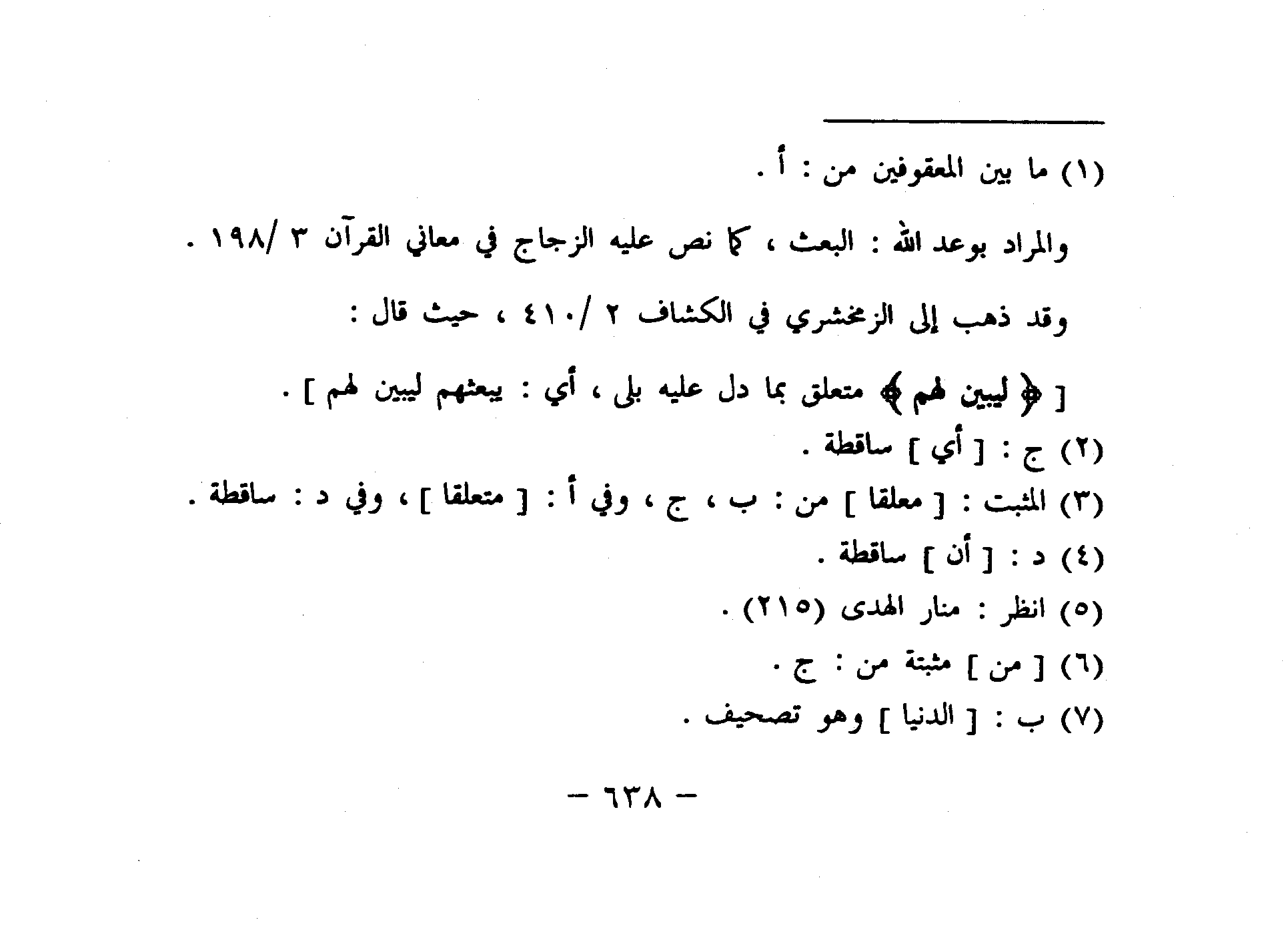 (١) ما بين المعقوفين من : أ .
والمراد بوعد الله : البعث ، كما نص عليه الزجاج في معاني القرآن ٣ /١٩٨ .
وقد ذهب إلى الزمخشري في الكشاف ٢ /٤١٠ ، حيث قال :
[ ﴿ ليبين لهم ﴾ متعلق بما دل عليه بلى ، أي : يبعثهم ليبين لهم ] .
(٢) ج : [ أي ] ساقطة .
(٣) المثبت : [ معلقا ] من : ب ، ج ، وفي أ : [ متعلقا ] ، وفي د : ساقطة .
(٤) د : [ أن ] ساقطة .
(٥) انظر : منار الهدى (٢١٥) .
(٦) [ من ] مثبتة من : ج .
(٧) ب : [ الدنيا ] وهو تصحيف .
– ٦٣٨ –